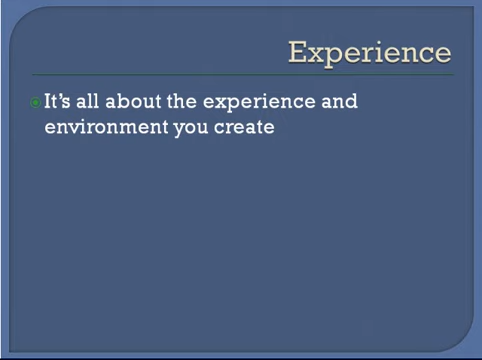 Experience
It's all about the experience and
environment you create